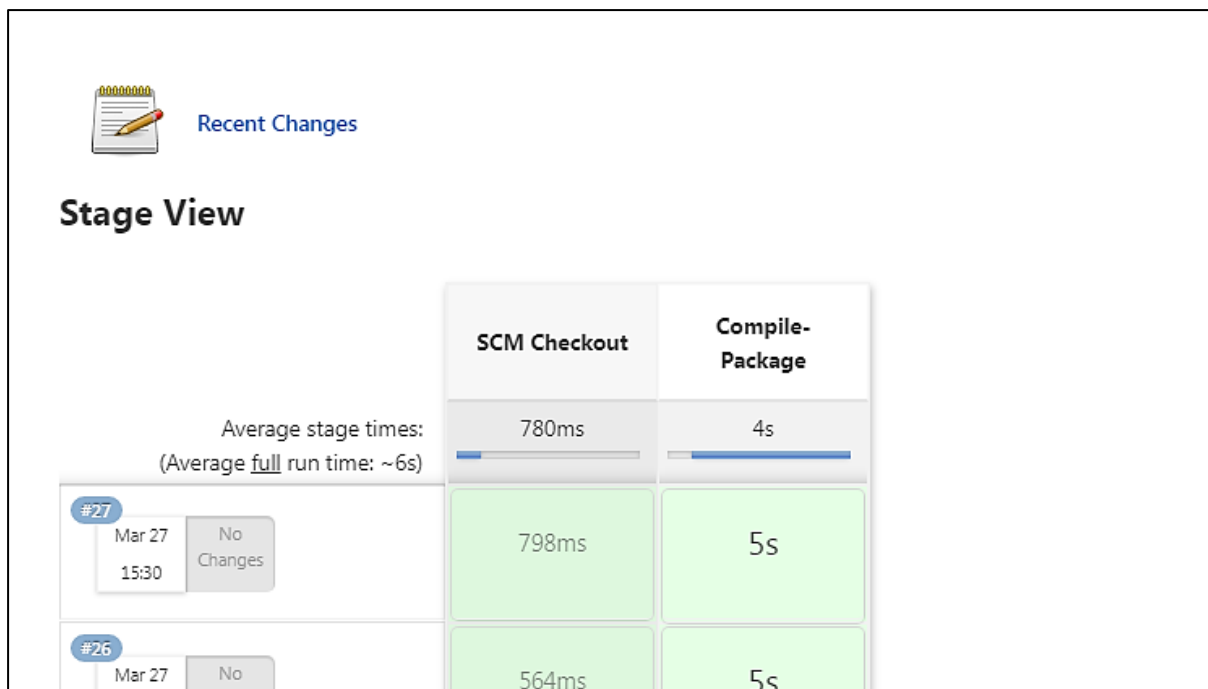 Recent Changes
Stage View
SCM Checkout
Compile-
Package
Average stage times:
(Average full run time: ~6s)
780ms
4s
#27
Mar 27
15:30
No
Changes
798ms
5s
#26
Mar 27
No
564ms
5s